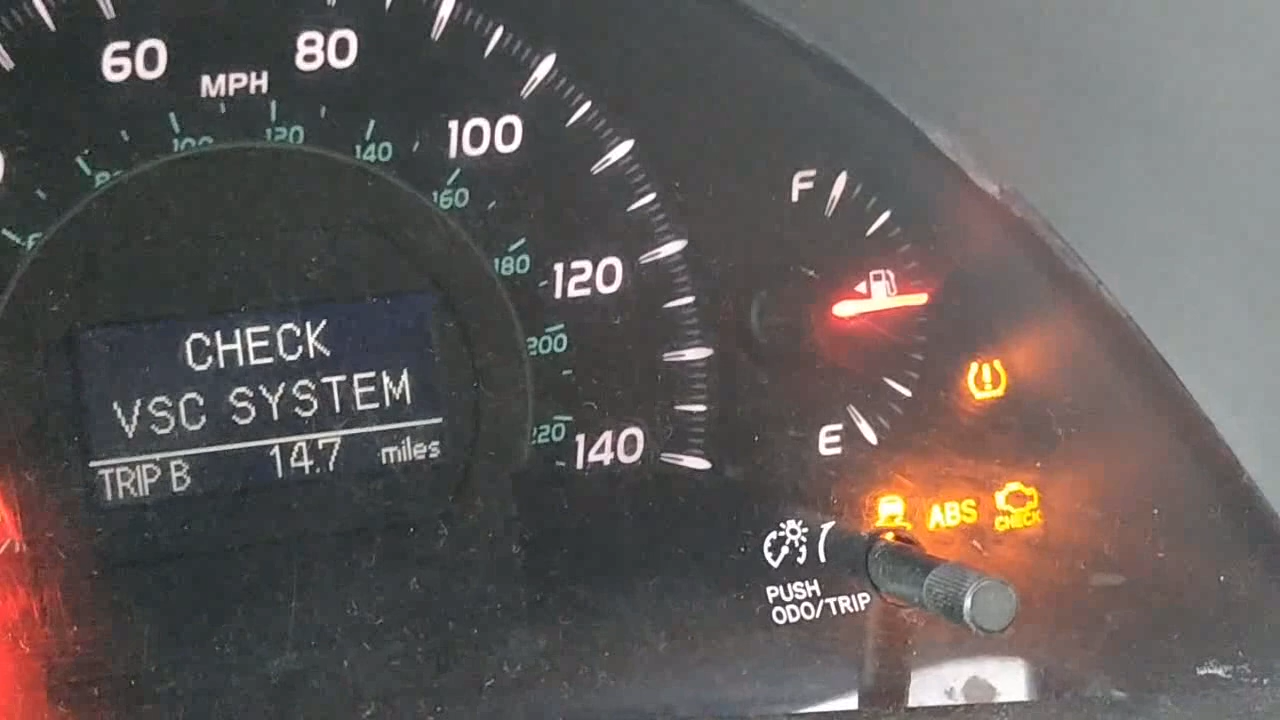 60
80
MPH
100
100
120
140
160
180
120
200
220
140
CHECK
VSC SYSTEM
TRIP B 14.7 miles
F
E
ABS
CHECK
PUSH
ODO/TRIP